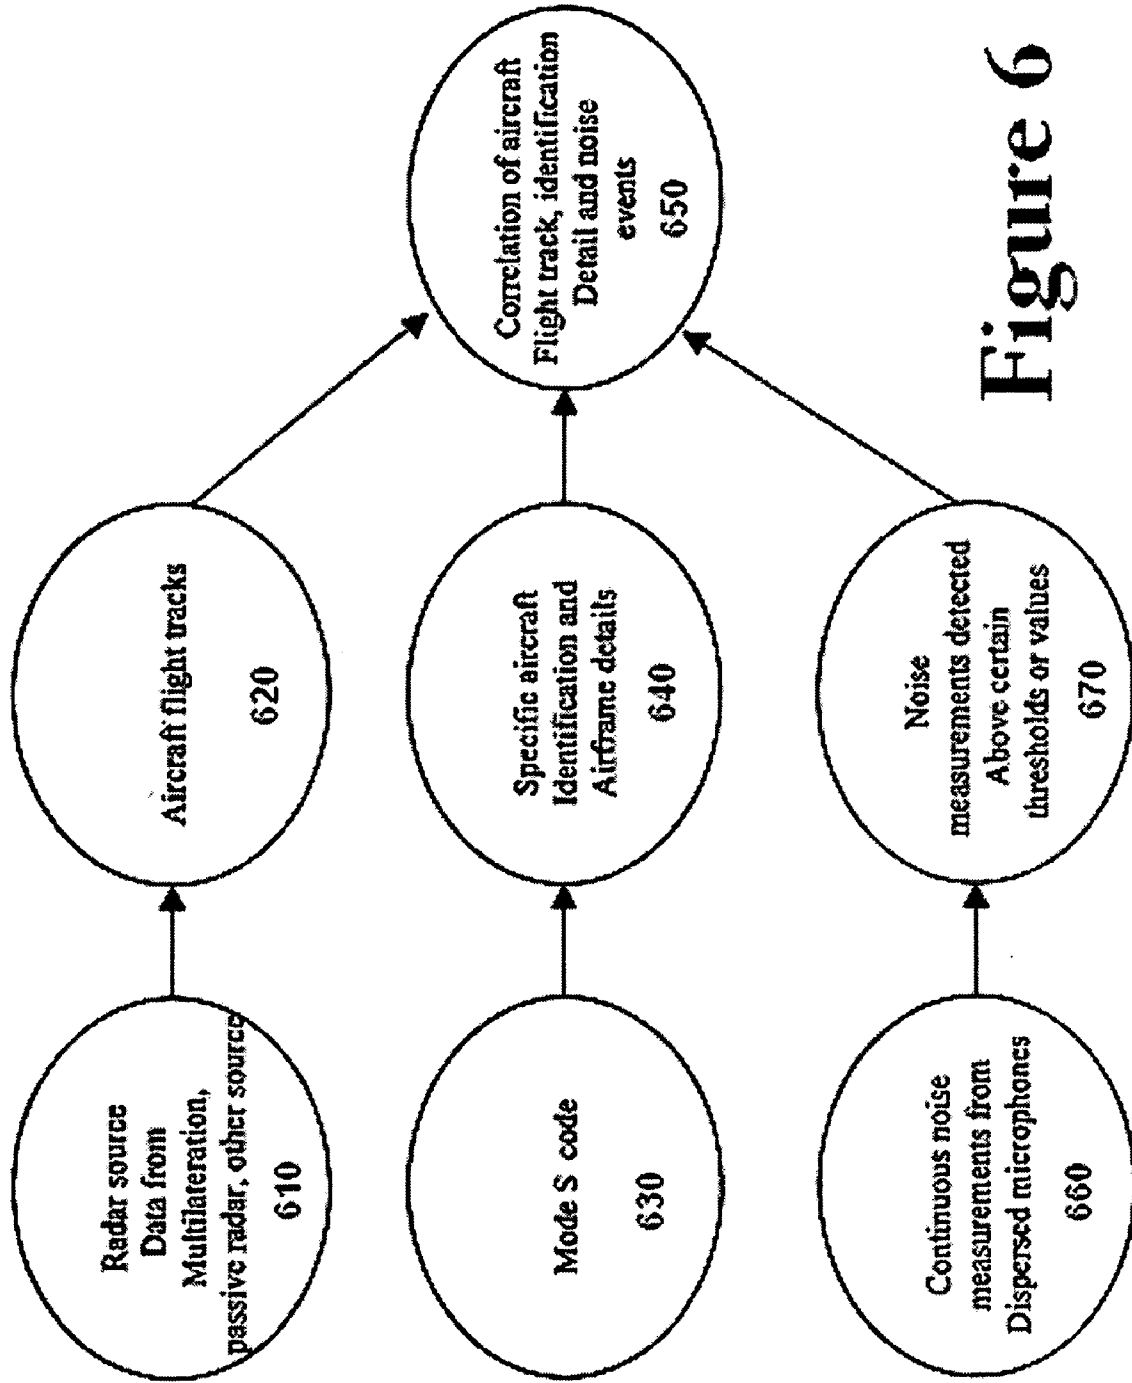 Radar source
Data from
Multilateration,
passive radar, other source
610
Aircraft flight tracks
620
Mode S code
630
Specific aircraft
Identification and
Airframe details
640
Correlation of aircraft
Flight track, identification
Detail and noise
events
650
Continuous noise
measurements from
Dispersed microphones
660
Noise
measurements detected
Above certain
thresholds or values
670
Figure 6